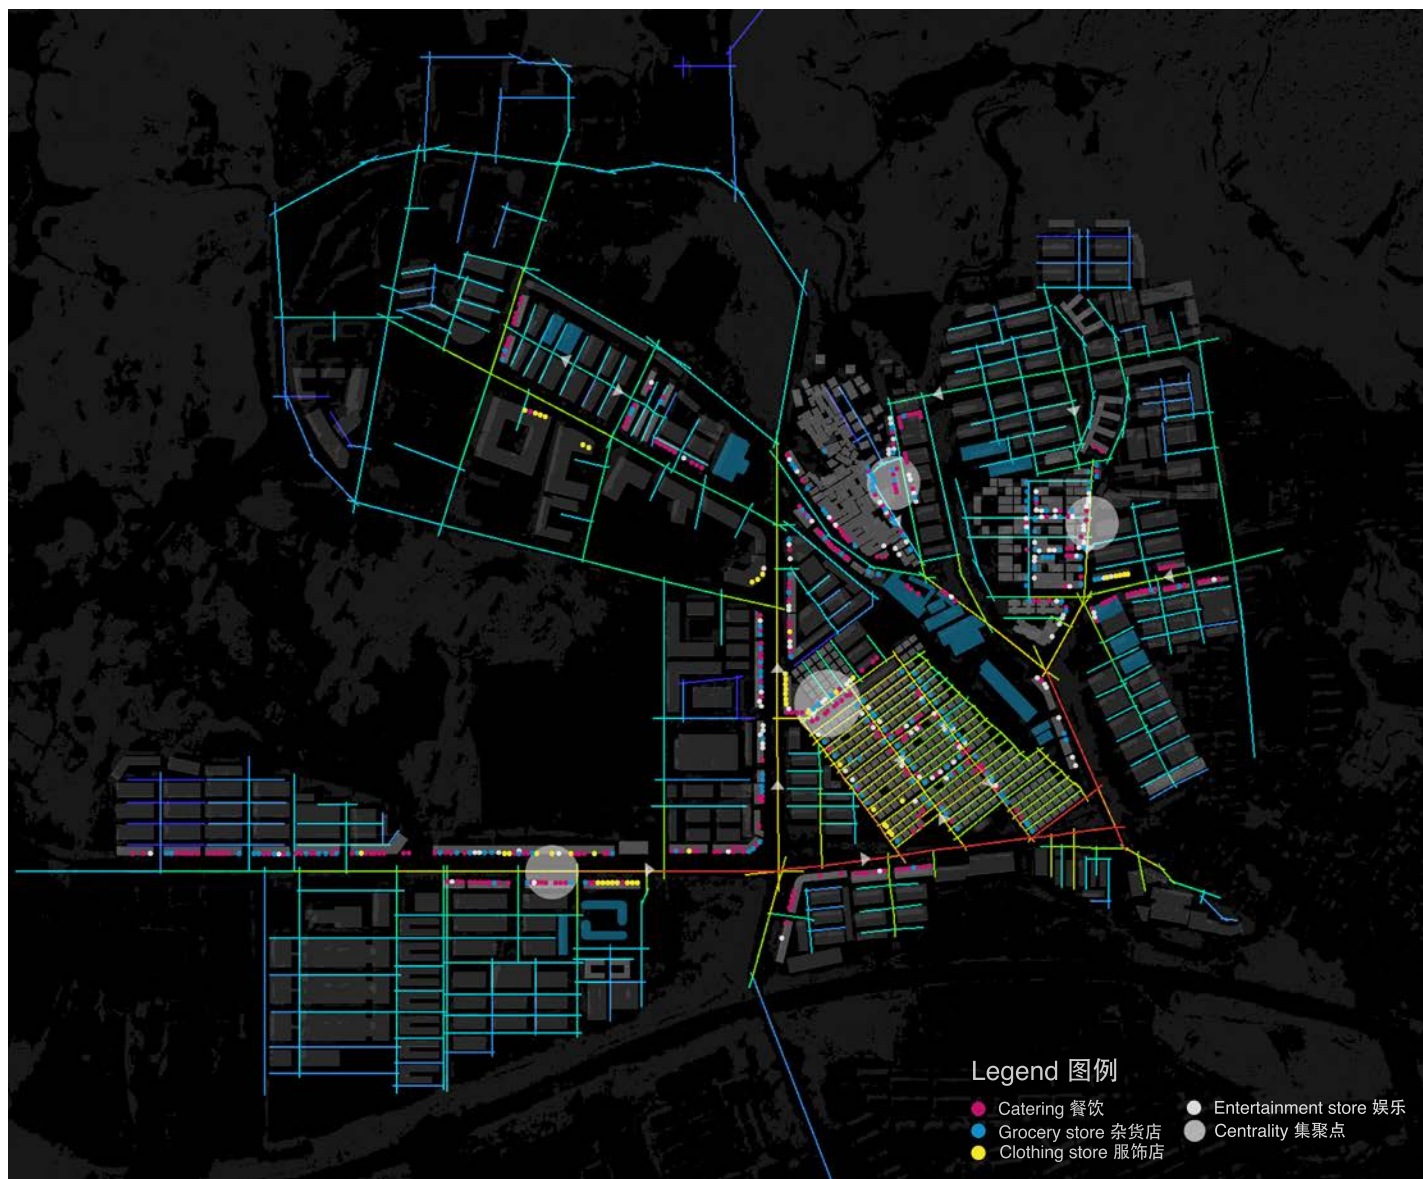 Legend 图例
Catering 餐饮
Grocery store 杂货店
Clothing store 服饰店
Entertainment store 娱乐
Centrality 集聚点